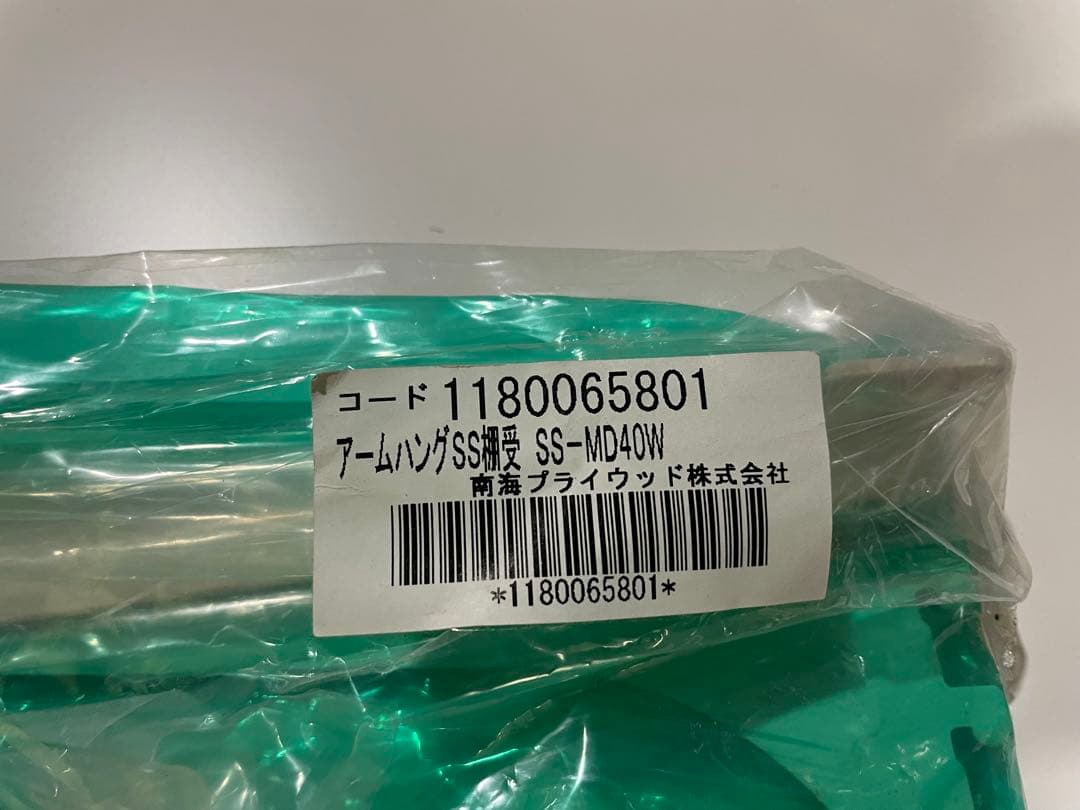 コード 1180065801
アームハングSS棚受 SS-MD40W
南海プライウッド株式会社
*1180065801*